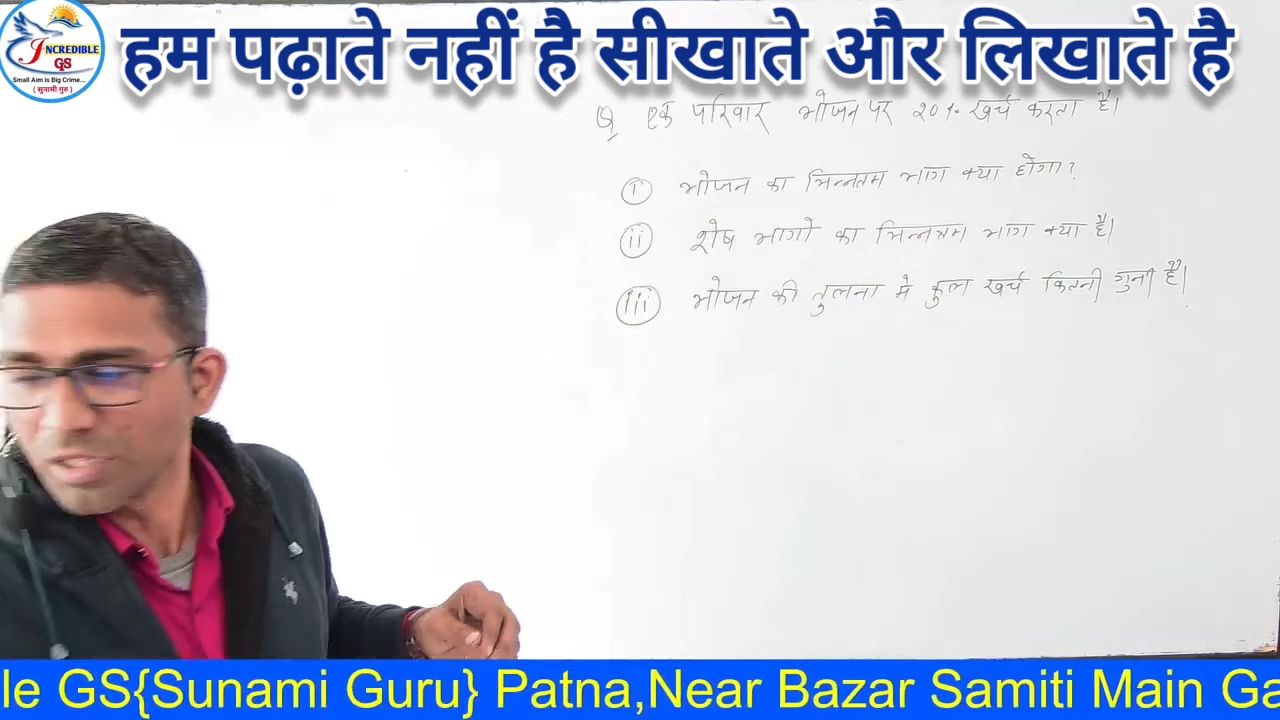 INCREDIBLE
GS
Small Aim is Big Crime...
( सुनामी गुरु )
हम पढ़ाते नहीं है सीखाते और लिखाते है
Q एक परिवार भोजन पर 20% खर्च करता है।
i भोजन का भिन्नतम भाग क्या होगा?
ii शेष भागो का भिन्नतम भाग क्या है।
iii भोजन की तुलना मे कुल खर्च कितनी गुनी है।
le GS{Sunami Guru} Patna,Near Bazar Samiti Main Ga